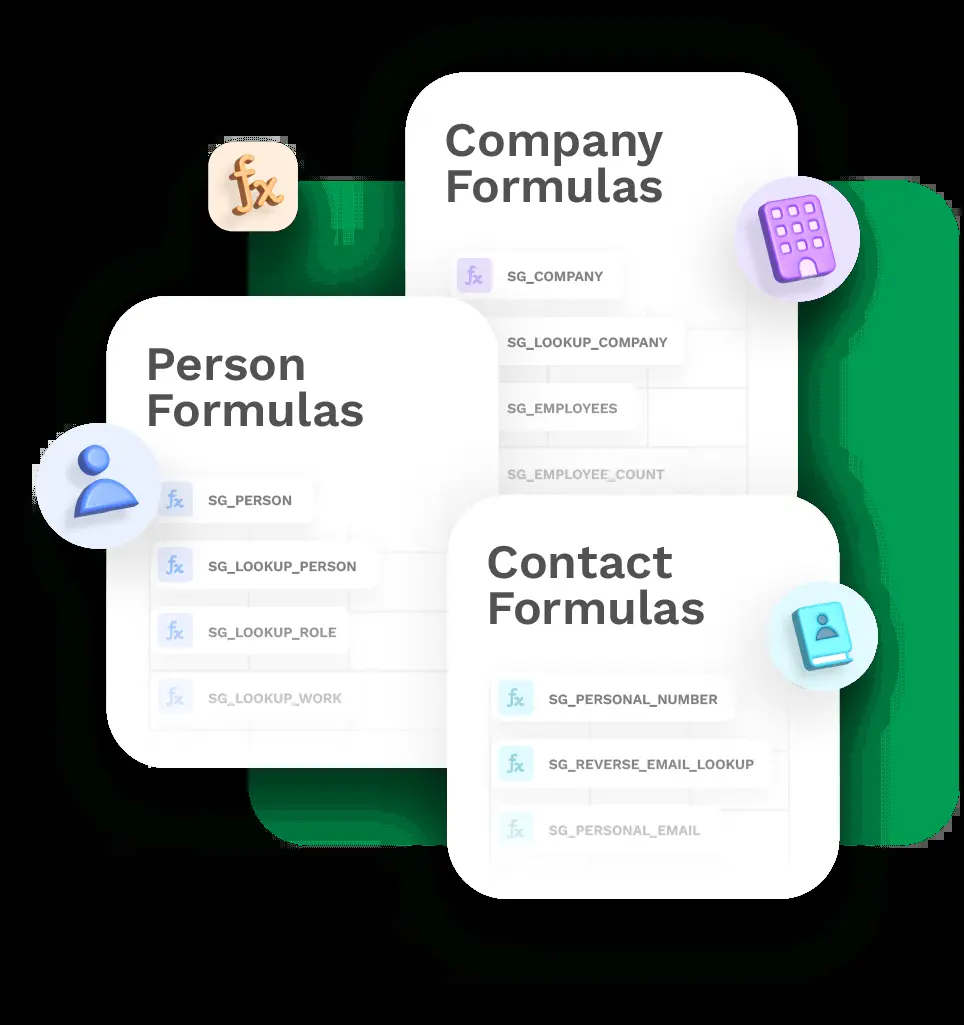 Company
Formulas
fx
fx SG_COMPANY
SG_LOOKUP_COMPANY
SG_EMPLOYEES
SG_EMPLOYEE_COUNT
Person
Formulas
fx SG_PERSON
fx SG_LOOKUP_PERSON
fx SG_LOOKUP_ROLE
fx SG_LOOKUP_WORK
Contact
Formulas
fx SG_PERSONAL_NUMBER
fx SG_REVERSE_EMAIL_LOOKUP
fx SG_PERSONAL_EMAIL